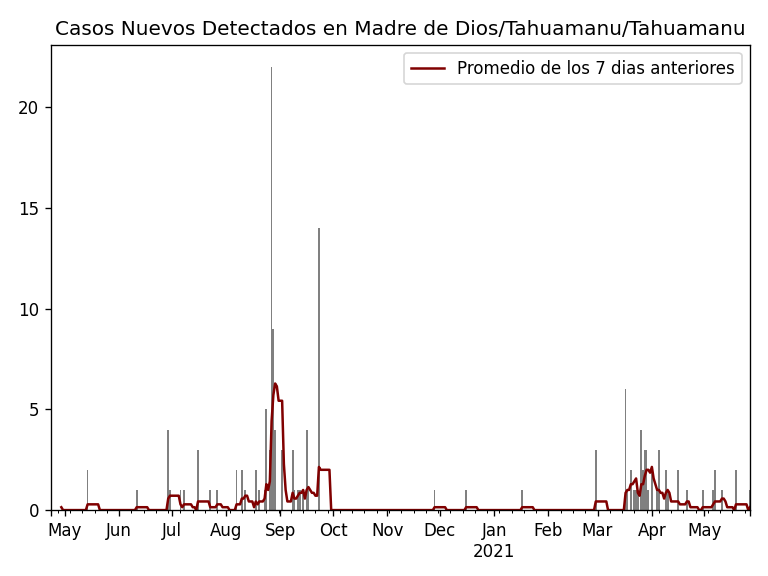 Casos Nuevos Detectados en Madre de Dios/Tahuamanu/Tahuamanu
Promedio de los 7 dias anteriores
20
15
10
5
0
May Jun Jul Aug Sep Oct Nov Dec Jan Feb Mar Apr May
2021